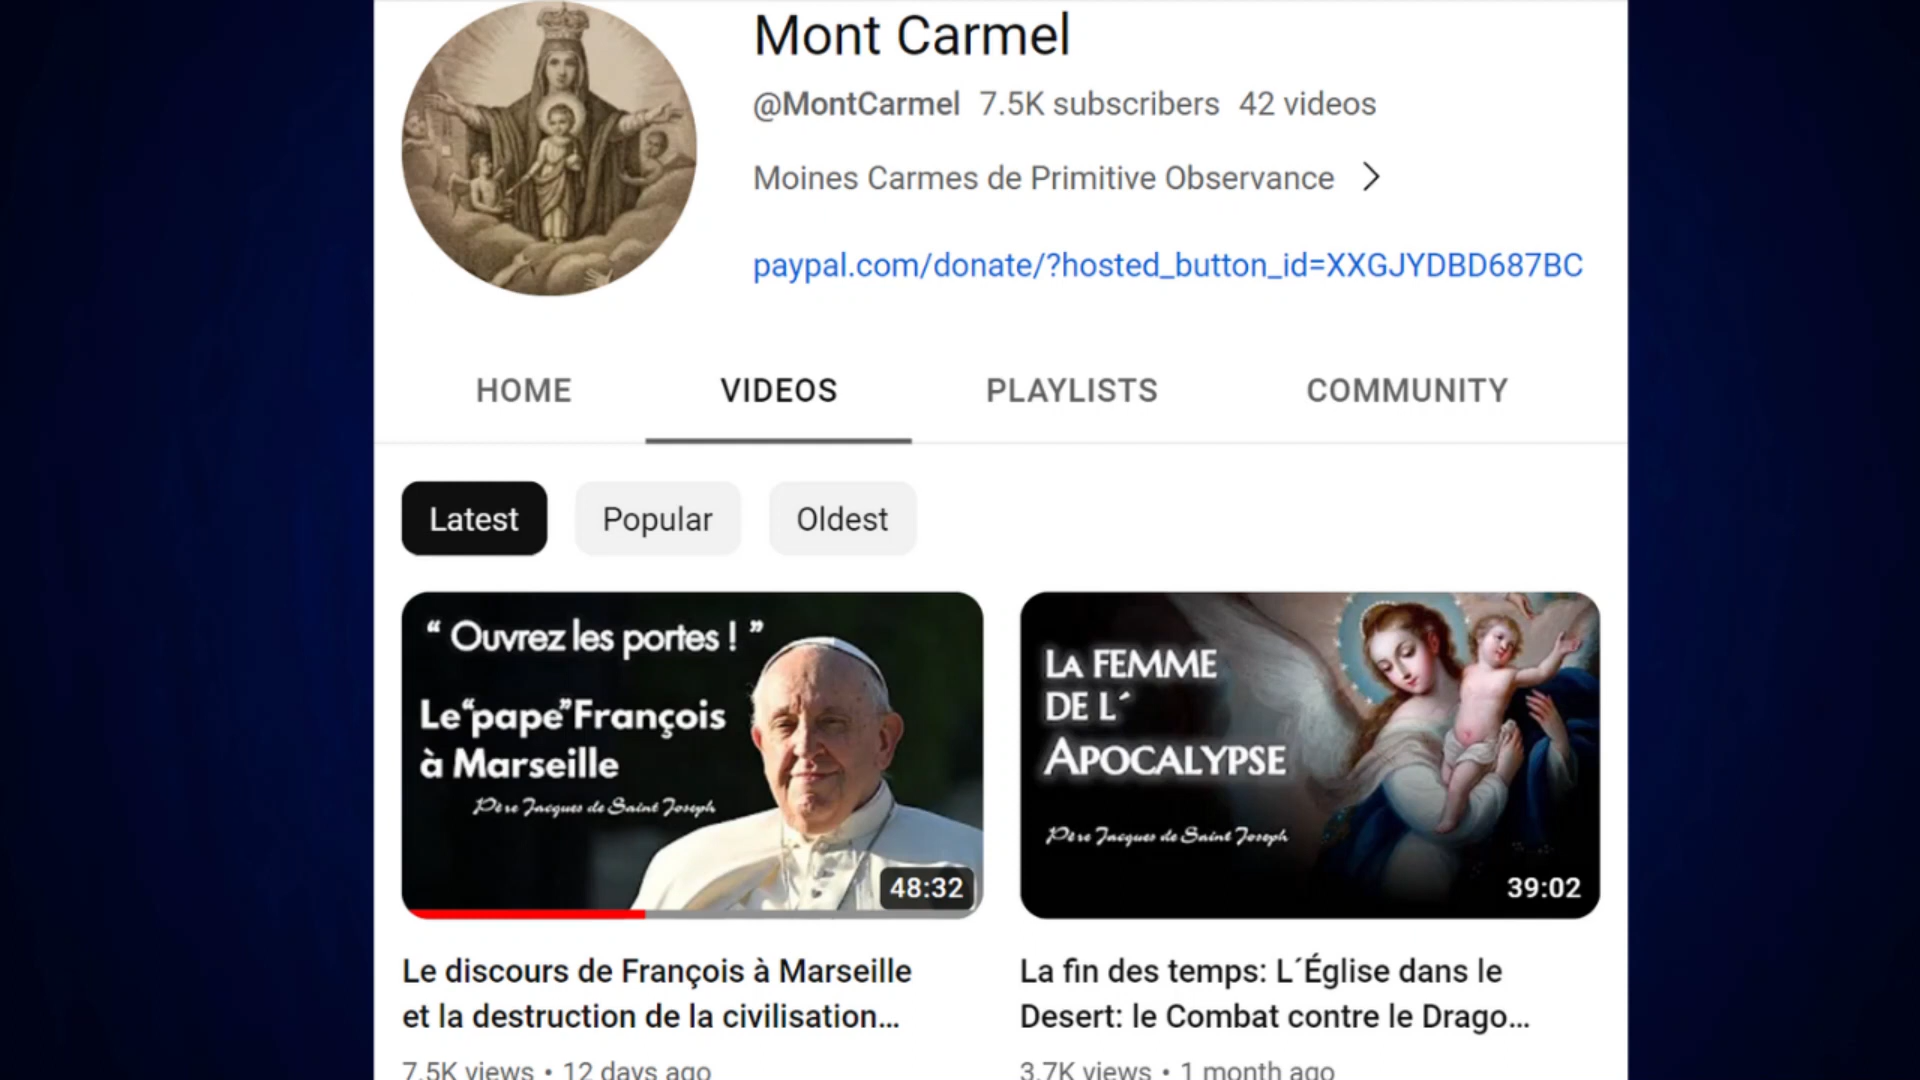 Mont Carmel
@MontCarmel 7.5K subscribers 42 videos
Moines Carmes de Primitive Observance
paypal.com/donate/?hosted_button_id=XXGJYDBD687BC
HOME VIDEOS PLAYLISTS COMMUNITY
Latest Popular Oldest
“ Ouvrez les portes ! ”
Le“pape”François
à Marseille
Père Jacques de Saint Joseph
48:32
LA FEMME
DE L´
APOCALYPSE
Père Jacques de Saint Joseph
39:02
Le discours de François à Marseille
et la destruction de la civilisation...
7.5K views • 12 days ago
La fin des temps: L´Église dans le
Desert: le Combat contre le Drago...
3.7K views • 1 month ago